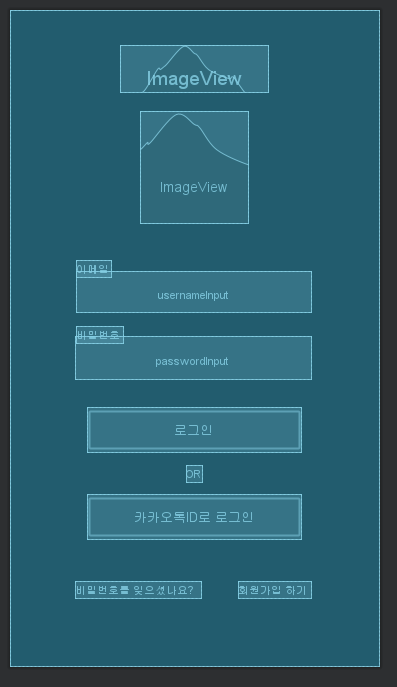 ImageView
ImageView
이메일
usernameInput
비밀번호
passwordInput
로그인
OR
카카오톡ID로 로그인
비밀번호를 잊으셨나요?
회원가입 하기